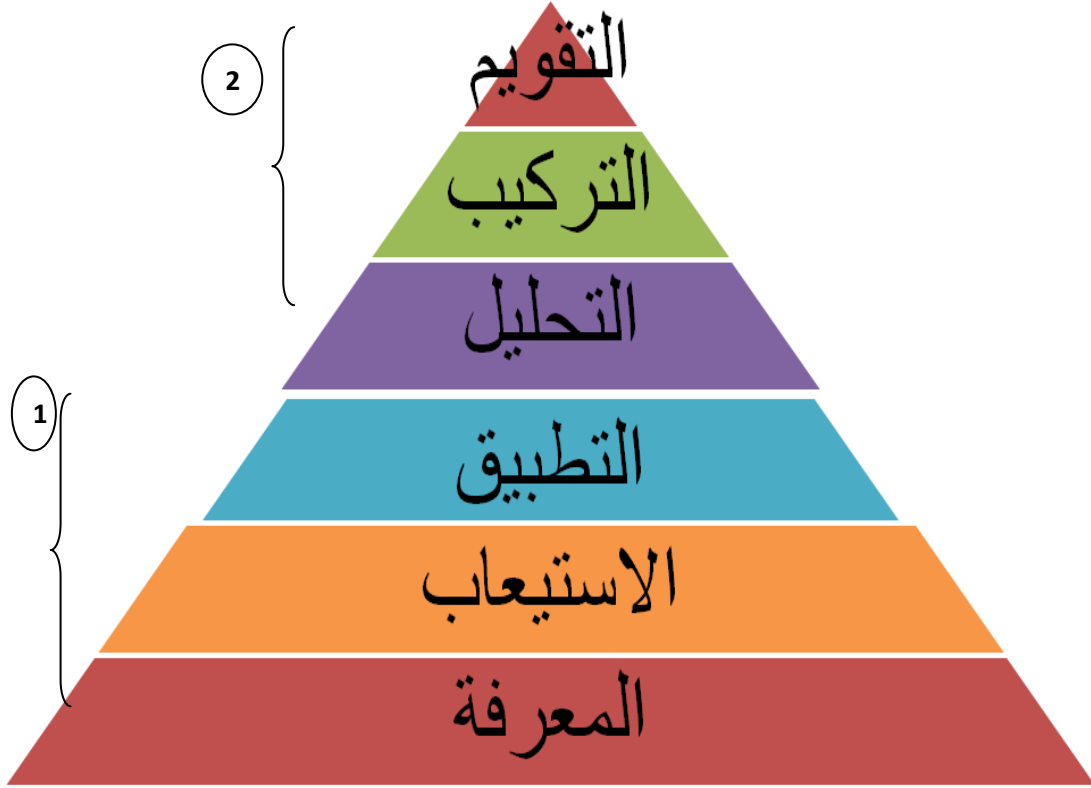 التقويم
2
التركيب
التحليل
1
التطبيق
الاستيعاب
المعرفة